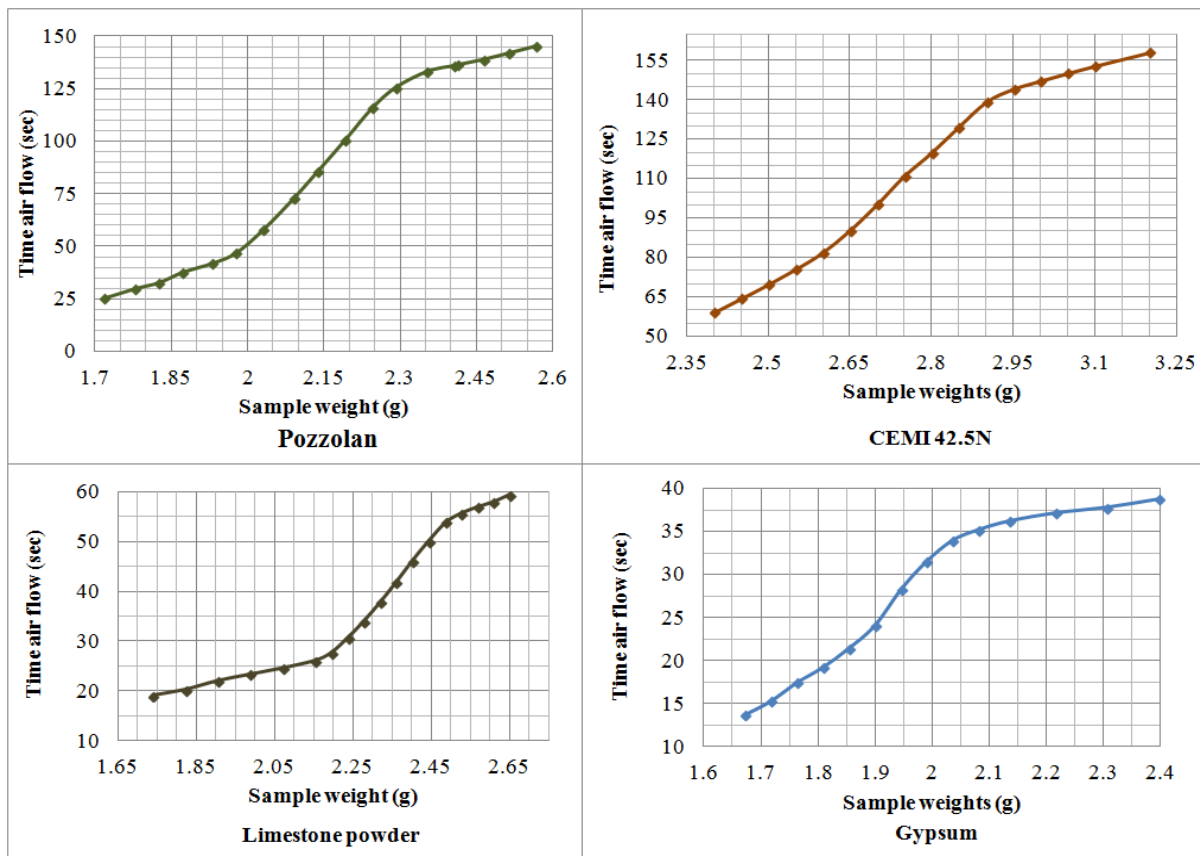 150
125
100
75
50
25
0
Time air flow (sec)
1.7 1.85 2 2.15 2.3 2.45 2.6
Sample weight (g)
Pozzolan
155
140
125
110
95
80
65
50
Time air flow (sec)
2.35 2.5 2.65 2.8 2.95 3.1 3.25
Sample weights (g)
CEMI 42.5N
60
50
40
30
20
10
Time air flow (sec)
1.65 1.85 2.05 2.25 2.45 2.65
Sample weight (g)
Limestone powder
40
35
30
25
20
15
10
Time air flow (sec)
1.6 1.7 1.8 1.9 2 2.1 2.2 2.3 2.4
Sample weights (g)
Gypsum